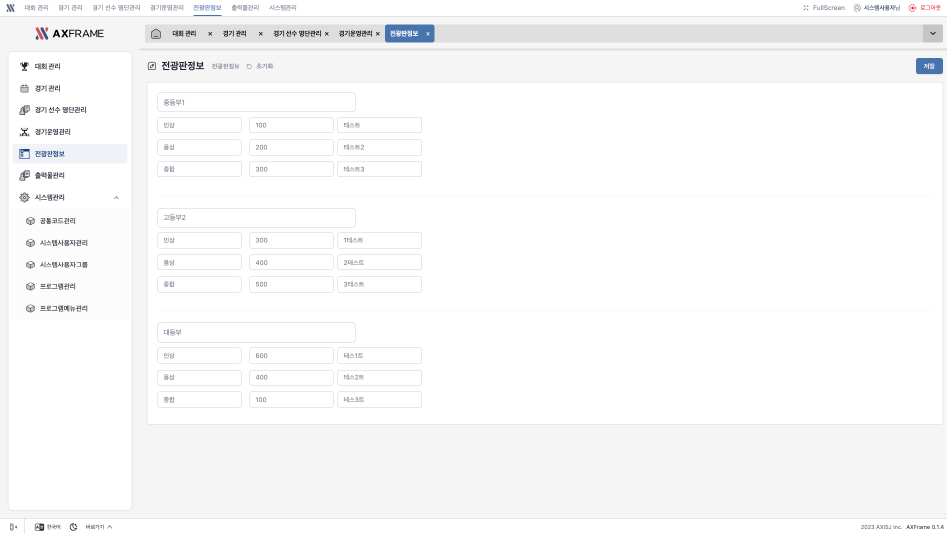 대회 관리 경기 관리 경기 선수 명단관리 경기운영관리 전광판정보 출력물관리 시스템관리 FullScreen 시스템사용자님 로그아웃
AXFRAME 대회 관리 경기 관리 경기 선수 명단관리 경기운영관리 전광판정보
전광판정보 전광판정보 초기화 저장
대회 관리
경기 관리
경기 선수 명단관리
경기운영관리
전광판정보
출력물관리
시스템관리
공통코드관리
시스템사용자관리
시스템사용자그룹
프로그램관리
프로그램메뉴관리
중등부1
인상 100 테스트
용상 200 테스트2
종합 300 테스트3
고등부2
인상 300 1테스트
용상 400 2테스트
종합 500 3테스트
대등부
인상 600 테스1트
용상 400 테스2트
종합 100 테스3트
한국어 바로가기 2023 AXISJ Inc. AXFrame 0.1.4